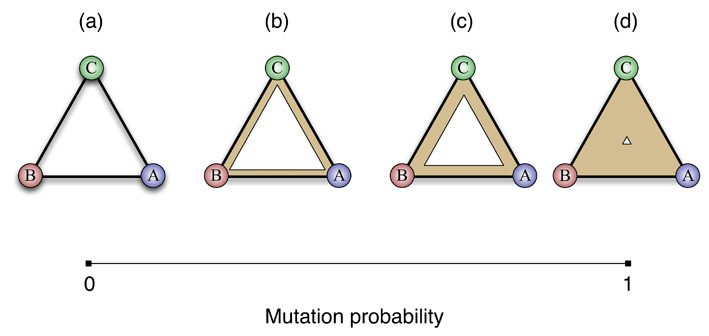 (a) (b) (c) (d)
C C C C
B A B A B A B A
0 1
Mutation probability